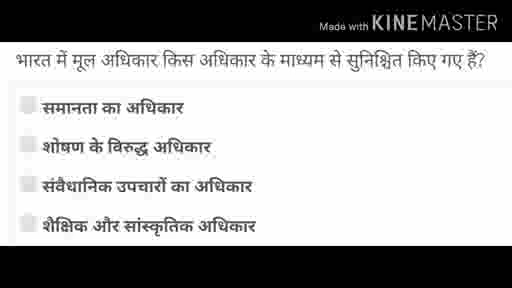 Made with KINEMASTER
भारत में मूल अधिकार किस अधिकार के माध्यम से सुनिश्चित किए गए हैं?
समानता का अधिकार
शोषण के विरुद्ध अधिकार
संवैधानिक उपचारों का अधिकार
शैक्षिक और सांस्कृतिक अधिकार